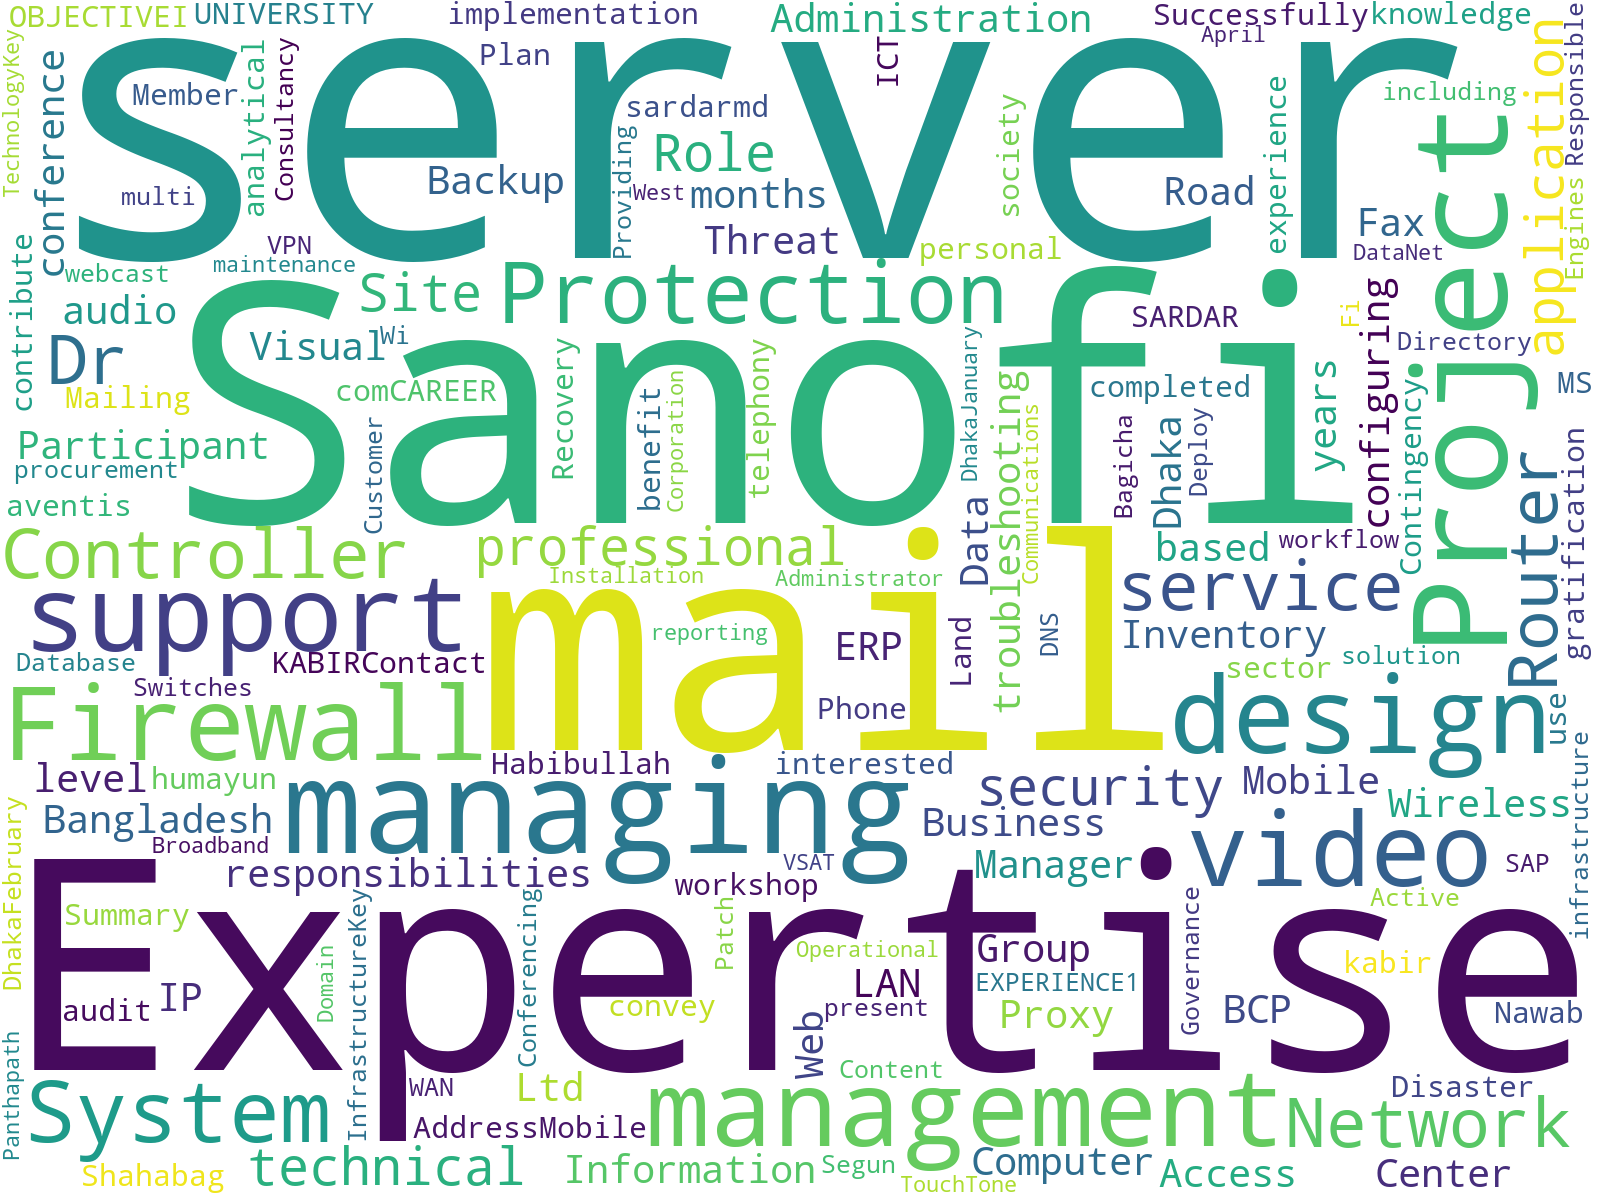 OBJECTIVEI
UNIVERSITY
implementation
Administration
Successfully
knowledge
server
TechnologyKey
conference
Member
analytical
Consultancy
Plan
ICT
April
including
application
Responsible
sardarmd
Role
Providing
society
experience
Project
multi
Backup
West
months
Road
VPN
Threat
personal
Fax
DataNet
Engines
contribute
webcast
maintenance
Site
Protection
Sanofi
audio
Dr
Visual
Wi
SARDAR
Fi
Directory
configuring
Mailing
comCAREER
Recovery
benefit
Corporation
telephony
DhakaJanuary
troubleshooting
completed
years
MS
Participant
procurement
aventis
Customer
Communications
Bagicha
Dhaka
Deploy
Contingency
Router
gratification
Controller
professional
Data
based
workflow
support
Installation
Administrator
mail
service
reporting
ERP
Land
DNS
Inventory
Database
KABIRContact
sector
solution
Switches
Firewall
Phone
design
use
infrastructure
level
humayun
Habibullah
interested
security
Mobile
Wireless
managing
Bangladesh
Broadband
Business
DhakaFebruary
Expertise
responsibilities
workshop
VSAT
Manager
video
SAP
Summary
InfrastructureKey
Conferencing
Patch
Operational
Group
Governance
Active
kabir
audit
IP
Domain
convey
LAN
present
EXPERIENCE1
Proxy
BCP
Nawab
Panthapath
Web
System
WAN
Ltd
Content
management
Disaster
Network
AddressMobile
Shahabag
technical
Information
Segun
TouchTone
Computer
Access
Center